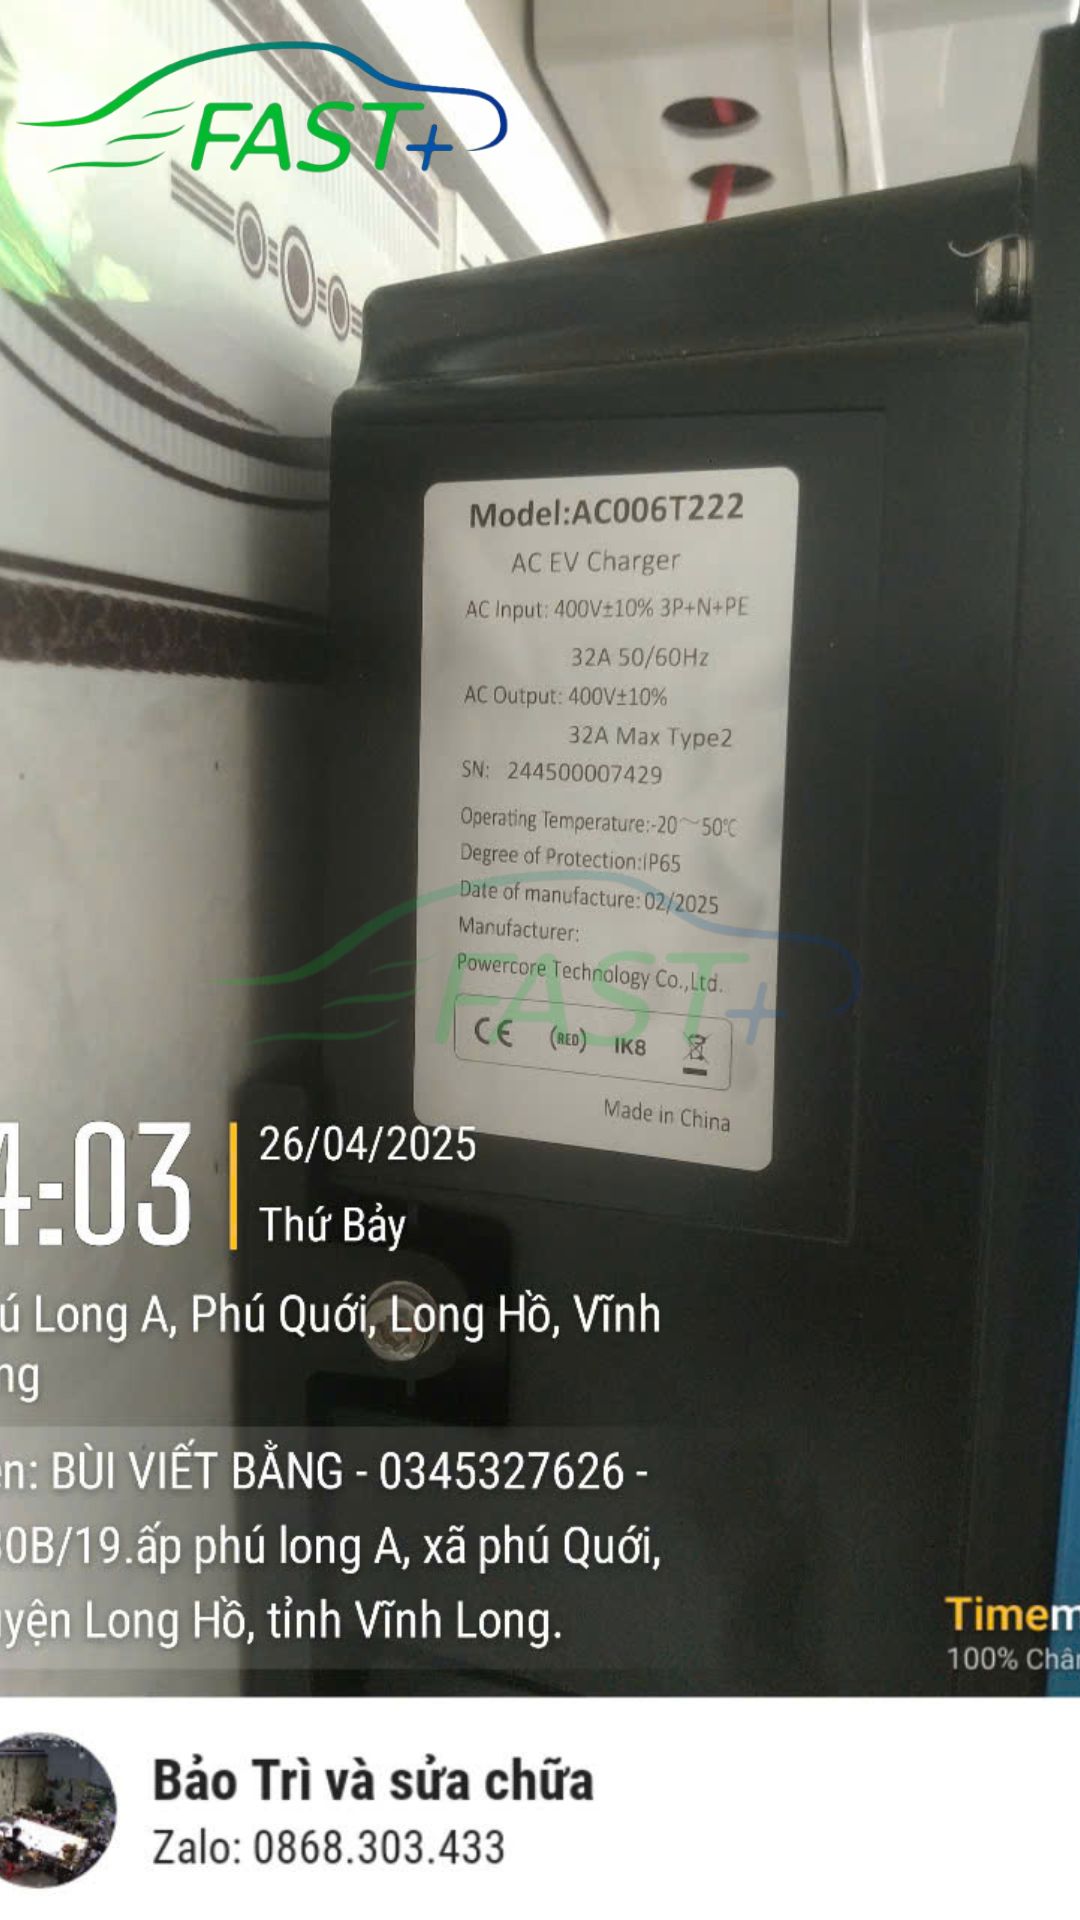 FAST+
Model:AC006T222
AC EV Charger
AC Input: 400V±10% 3P+N+PE
32A 50/60Hz
AC Output: 400V±10%
32A Max Type2
SN: 244500007429
Operating Temperature:-20~50℃
Degree of Protection:IP65
Date of manufacture: 02/2025
Manufacturer:
Powercore Technology Co.,Ltd.
FAST+
CE (RED) IK8
Made in China
4:03
26/04/2025
Thứ Bảy
ú Long A, Phú Quới, Long Hồ, Vĩnh
ng
ên: BÙI VIẾT BẰNG - 0345327626 -
30B/19.ấp phú long A, xã phú Quới,
uyện Long Hồ, tỉnh Vĩnh Long.
Timem
100% Chân
Bảo Trì và sửa chữa
Zalo: 0868.303.433